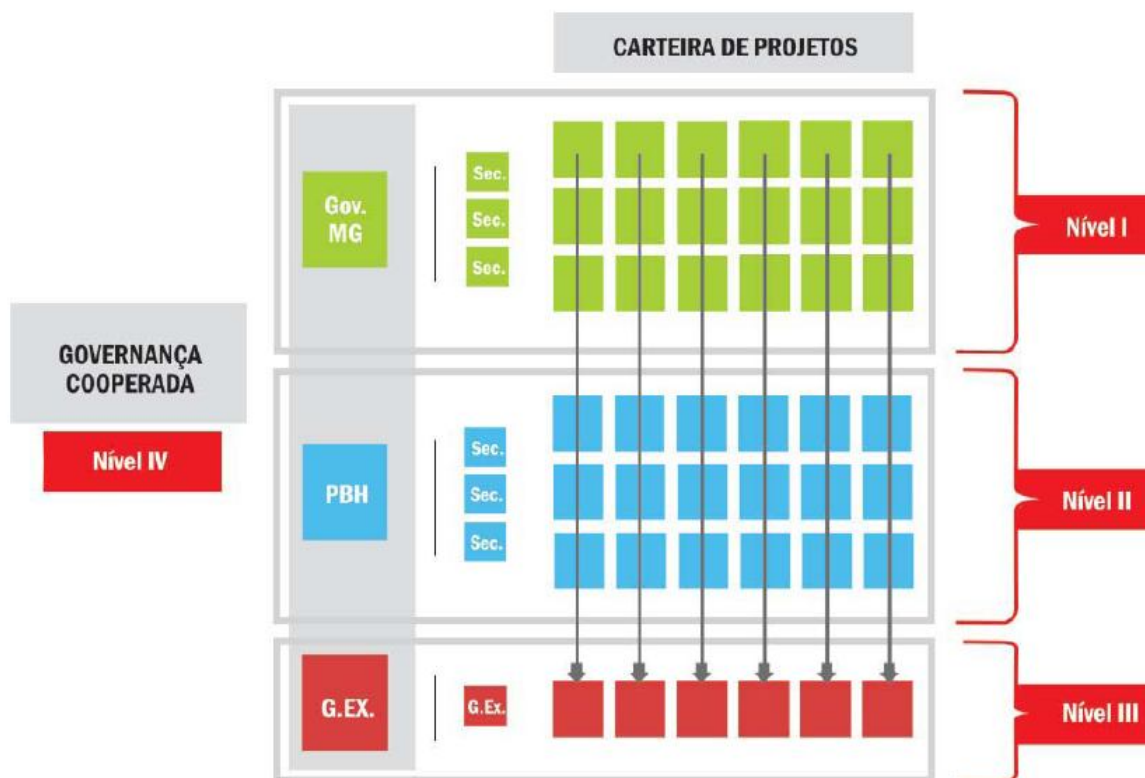 CARTEIRA DE PROJETOS
Gov.
MG
Sec.
Sec.
Sec.
Nível I
GOVERNANÇA
COOPERADA
Nível IV
PBH
Sec.
Sec.
Sec.
Nível II
G.EX.
G.Ex.
Nível III